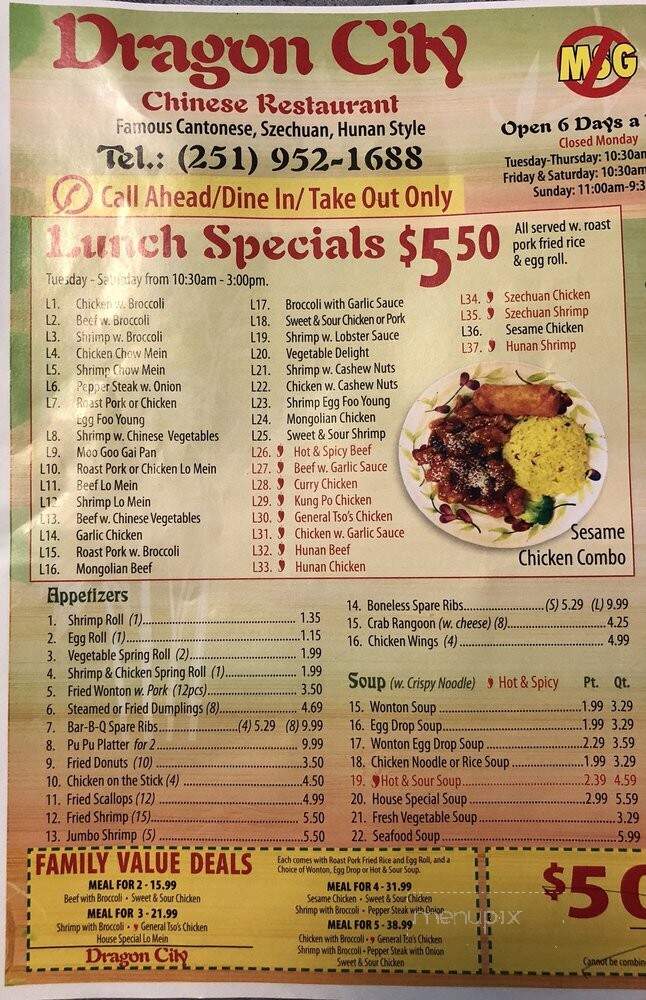 Dragon City
MSG
Chinese Restaurant
Famous Cantonese, Szechuan, Hunan Style
Tel.: (251) 952-1688
Call Ahead/Dine In/ Take Out Only
Open 6 Days a
Closed Monday
Tuesday-Thursday: 10:30am
Friday & Saturday: 10:30am
Sunday: 11:00am-9:3
Lunch Specials $5.50
All served w. roast
pork fried rice
& egg roll.
Tuesday - Saturday from 10:30am - 3:00pm.
L1. Chicken w. Broccoli
L2. Beef w. Broccoli
L3. Shrimp w. Broccoli
L4. Chicken Chow Mein
L5. Shrimp Chow Mein
L6. Pepper Steak w. Onion
L7. Roast Pork or Chicken
Egg Foo Young
L8. Shrimp w. Chinese Vegetables
L9. Moo Goo Gai Pan
L10. Roast Pork or Chicken Lo Mein
L11. Beef Lo Mein
L12. Shrimp Lo Mein
L13. Beef w. Chinese Vegetables
L14. Garlic Chicken
L15. Roast Pork w. Broccoli
L16. Mongolian Beef
L17. Broccoli with Garlic Sauce
L18. Sweet & Sour Chicken or Pork
L19. Shrimp w. Lobster Sauce
L20. Vegetable Delight
L21. Shrimp w. Cashew Nuts
L22. Chicken w. Cashew Nuts
L23. Shrimp Egg Foo Young
L24. Mongolian Chicken
L25. Sweet & Sour Shrimp
L26. Hot & Spicy Beef
L27. Beef w. Garlic Sauce
L28. Curry Chicken
L29. Kung Po Chicken
L30. General Tso's Chicken
L31. Chicken w. Garlic Sauce
L32. Hunan Beef
L33. Hunan Chicken
L34. Szechuan Chicken
L35. Szechuan Shrimp
L36. Sesame Chicken
L37. Hunan Shrimp
Sesame
Chicken Combo
Appetizers
1. Shrimp Roll (1) 1.35
2. Egg Roll (1) 1.15
3. Vegetable Spring Roll (2) 1.99
4. Shrimp & Chicken Spring Roll (1) 1.99
5. Fried Wonton w. Pork (12pcs) 3.50
6. Steamed or Fried Dumplings (8) 4.69
7. Bar-B-Q Spare Ribs (4) 5.29 (8) 9.99
8. Pu Pu Platter for 2 9.99
9. Fried Donuts (10) 3.50
10. Chicken on the Stick (4) 4.50
11. Fried Scallops (12) 4.99
12. Fried Shrimp (15) 5.50
13. Jumbo Shrimp (5) 5.50
14. Boneless Spare Ribs (S) 5.29 (L) 9.99
15. Crab Rangoon (w. cheese) (8) 4.25
16. Chicken Wings (4) 4.99
Soup (w. Crispy Noodle) Hot & Spicy Pt. Qt.
15. Wonton Soup 1.99 3.29
16. Egg Drop Soup 1.99 3.29
17. Wonton Egg Drop Soup 2.29 3.59
18. Chicken Noodle or Rice Soup 1.99 3.29
19. Hot & Sour Soup 2.39 4.59
20. House Special Soup 2.99 5.59
21. Fresh Vegetable Soup 3.29
22. Seafood Soup 5.99
FAMILY VALUE DEALS
Each comes with Roast Pork Fried Rice and Egg Roll, and a
Choice of Wonton, Egg Drop or Hot & Sour Soup.
MEAL FOR 2 - 15.99
Beef with Broccoli • Sweet & Sour Chicken
MEAL FOR 3 - 21.99
Shrimp with Broccoli • General Tso's Chicken
House Special Lo Mein
Dragon City
MEAL FOR 4 - 31.99
Sesame Chicken • Sweet & Sour Chicken
Shrimp with Broccoli • Pepper Steak with Onion
MEAL FOR 5 - 38.99
Chicken with Broccoli • General Tso's Chicken
Shrimp with Broccoli • Pepper Steak with Onion
Sweet & Sour Chicken
$50
Cannot be combin
menupix